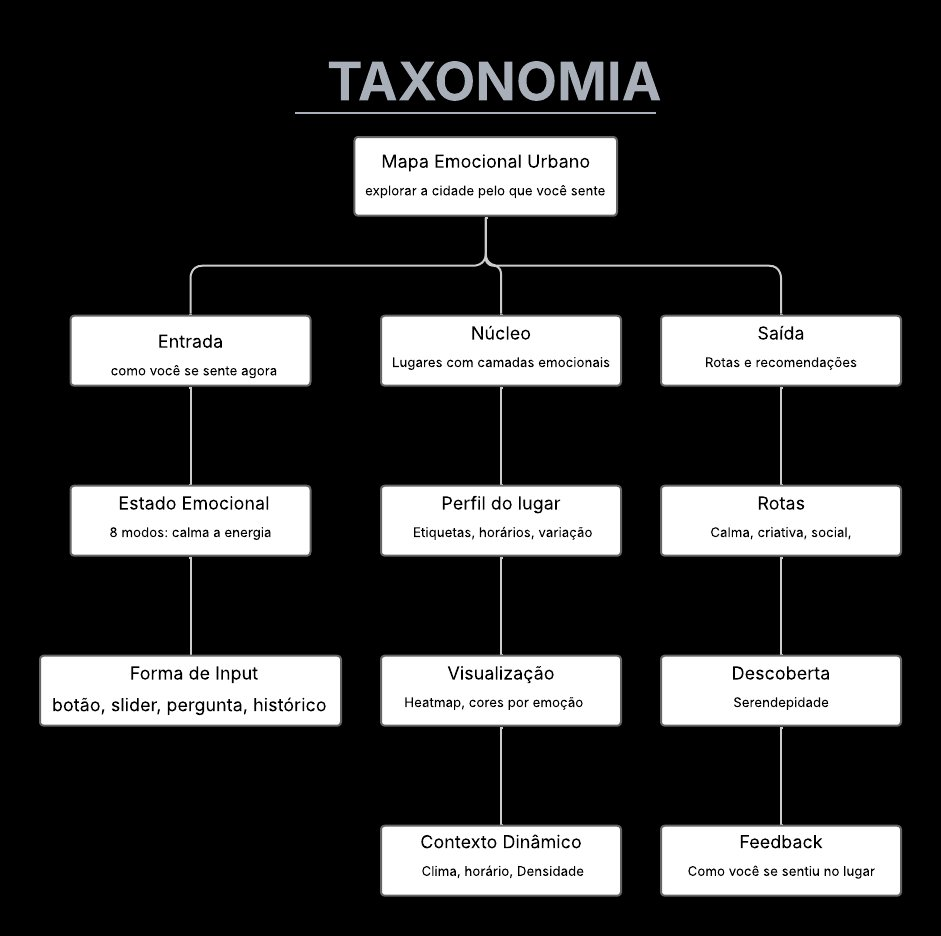 TAXONOMIA
Mapa Emocional Urbano
explorar a cidade pelo que você sente
Entrada
como você se sente agora
Núcleo
Lugares com camadas emocionais
Saída
Rotas e recomendações
Estado Emocional
8 modos: calma a energia
Perfil do lugar
Etiquetas, horários, variação
Rotas
Calma, criativa, social,
Forma de Input
botão, slider, pergunta, histórico
Visualização
Heatmap, cores por emoção
Descoberta
Serendepidade
Contexto Dinâmico
Clima, horário, Densidade
Feedback
Como você se sentiu no lugar